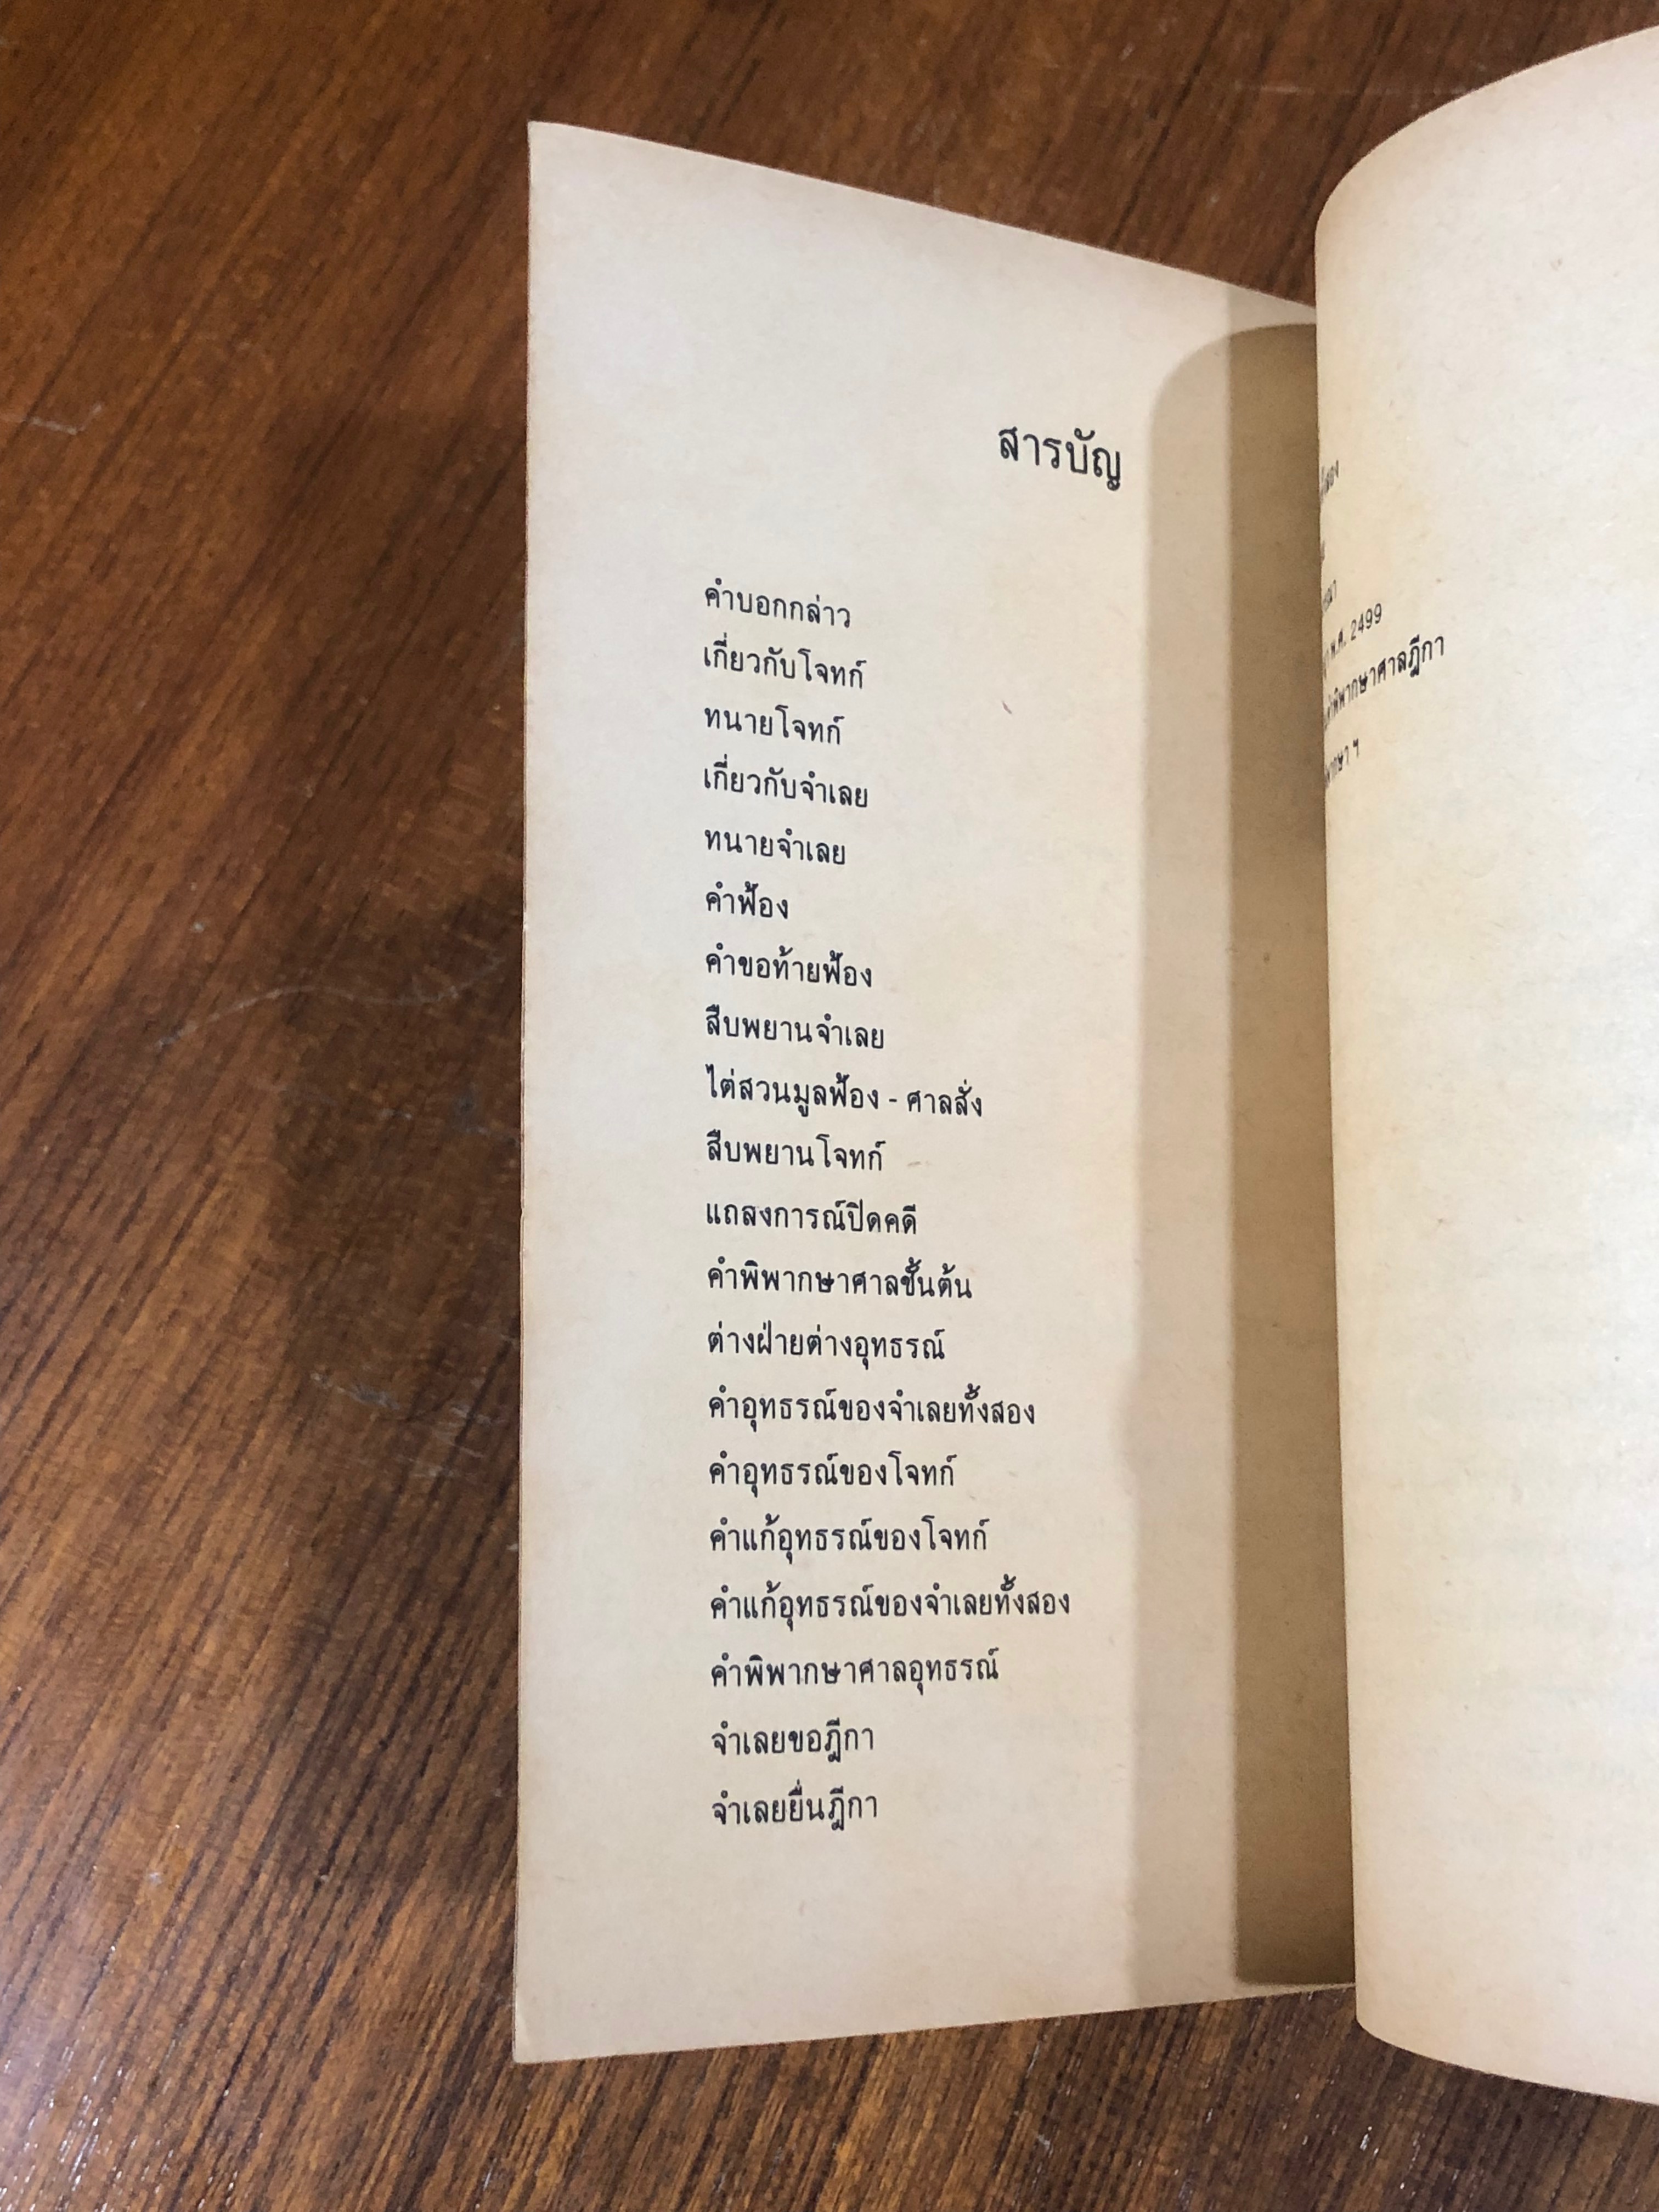 สารบัญ
คำบอกกล่าว
เกี่ยวกับโจทก์
ทนายโจทก์
เกี่ยวกับจำเลย
ทนายจำเลย
คำฟ้อง
คำขอท้ายฟ้อง
สืบพยานจำเลย
ไต่สวนมูลฟ้อง - ศาลสั่ง
สืบพยานโจทก์
แถลงการณ์ปิดคดี
คำพิพากษาศาลชั้นต้น
ต่างฝ่ายต่างอุทธรณ์
คำอุทธรณ์ของจำเลยทั้งสอง
คำอุทธรณ์ของโจทก์
คำแก้อุทธรณ์ของโจทก์
คำแก้อุทธรณ์ของจำเลยทั้งสอง
คำพิพากษาศาลอุทธรณ์
จำเลยขอฎีกา
จำเลยยื่นฎีกา
พ.ศ. 2499
คำพิพากษาศาลฎีกา